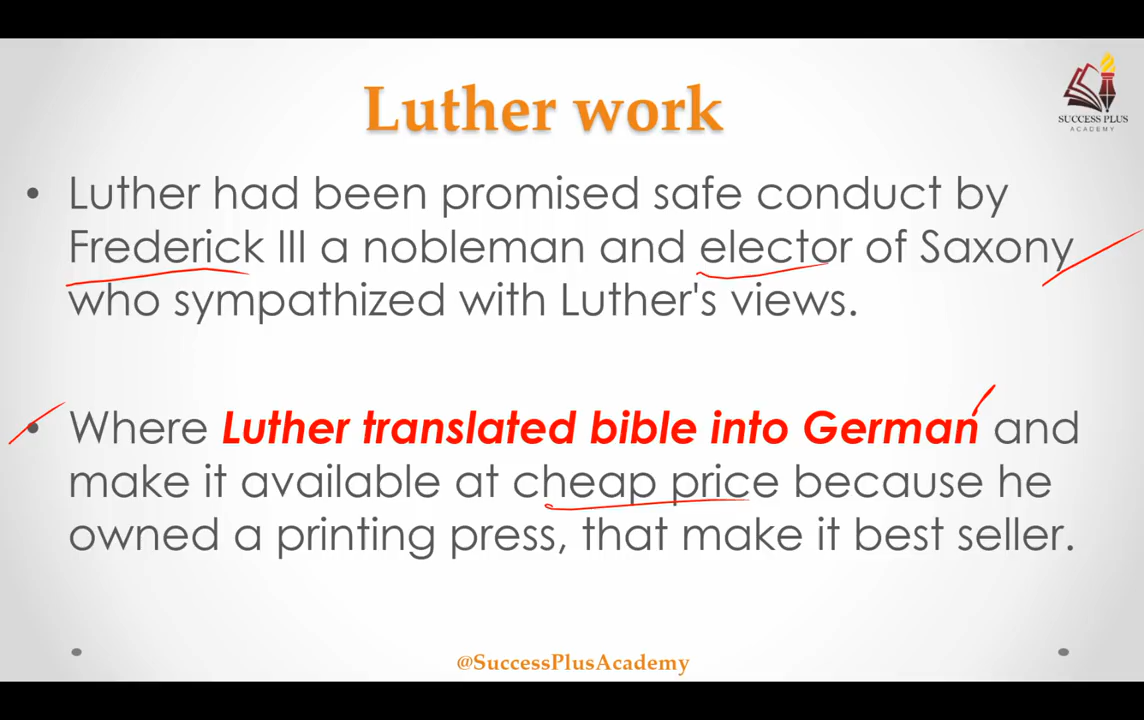 Luther work
SUCCESS PLUS
ACADEMY
• Luther had been promised safe conduct by
Frederick III a nobleman and elector of Saxony
who sympathized with Luther's views.
• Where Luther translated bible into German and
make it available at cheap price because he
owned a printing press, that make it best seller.
@SuccessPlusAcademy